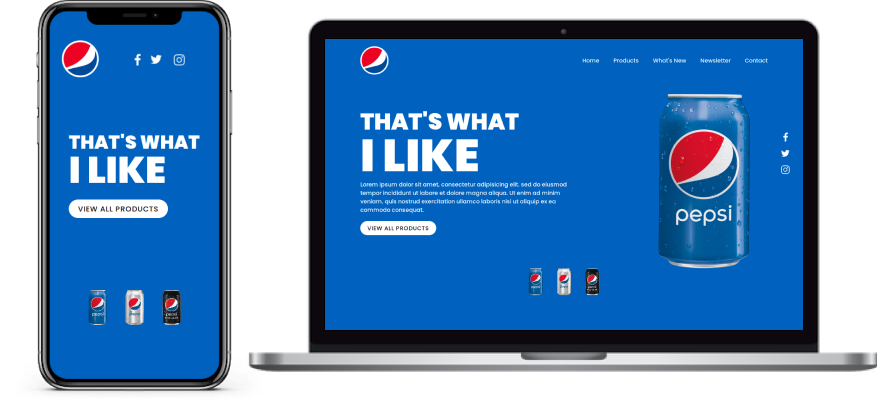 THAT'S WHAT
I LIKE
VIEW ALL PRODUCTS
Home Products What's New Newsletter Contact
THAT'S WHAT
I LIKE
Lorem ipsum dolor sit amet, consectetur adipisicing elit, sed do eiusmod
tempor incididunt ut labore et dolore magna aliqua. Ut enim ad minim
veniam, quis nostrud exercitation ullamco laboris nisi ut aliquip ex ea
commodo consequat.
VIEW ALL PRODUCTS
pepsi